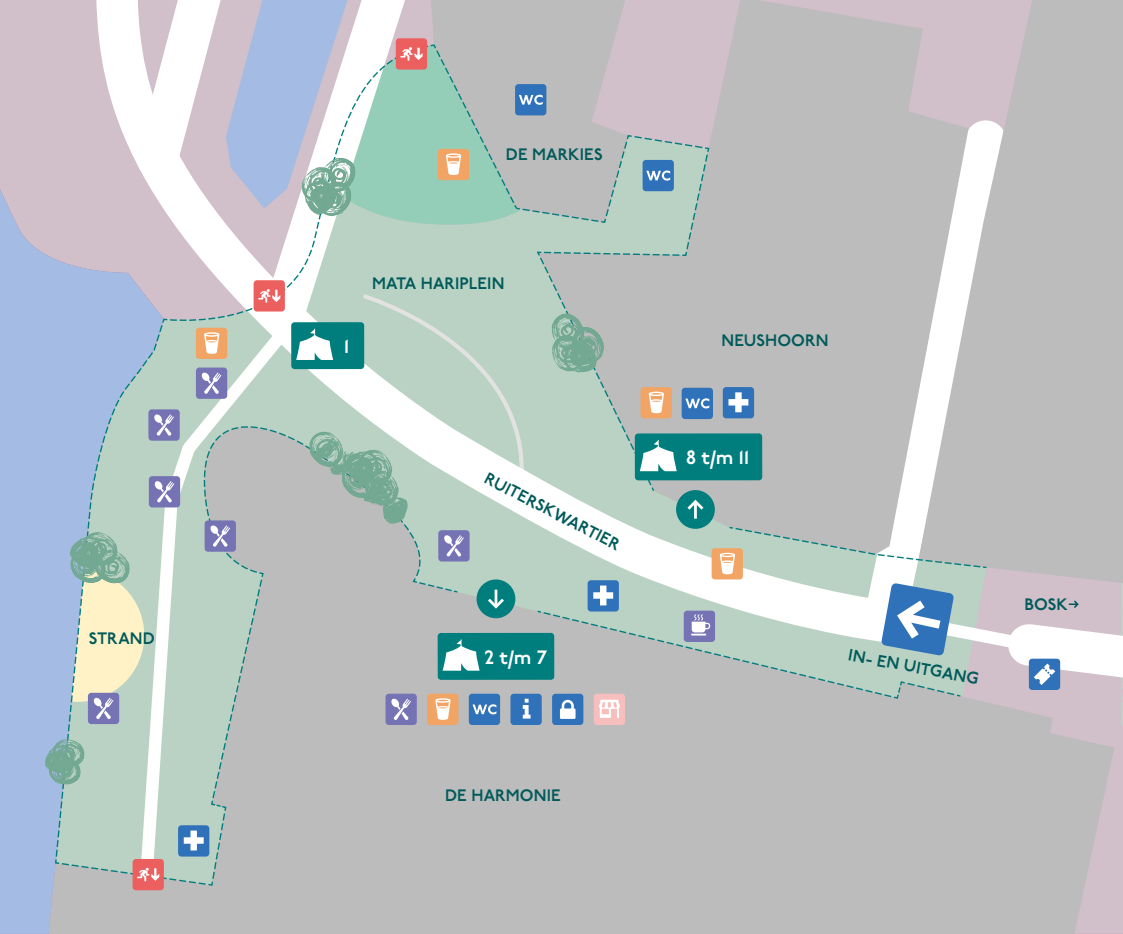 WC
DE MARKIES
WC
MATA HARIPLEIN
1
NEUSHOORN
WC
8 t/m 11
RUITERSKWARTIER
BOSK→
STRAND
IN- EN UITGANG
2 t/m 7
WC
i
DE HARMONIE